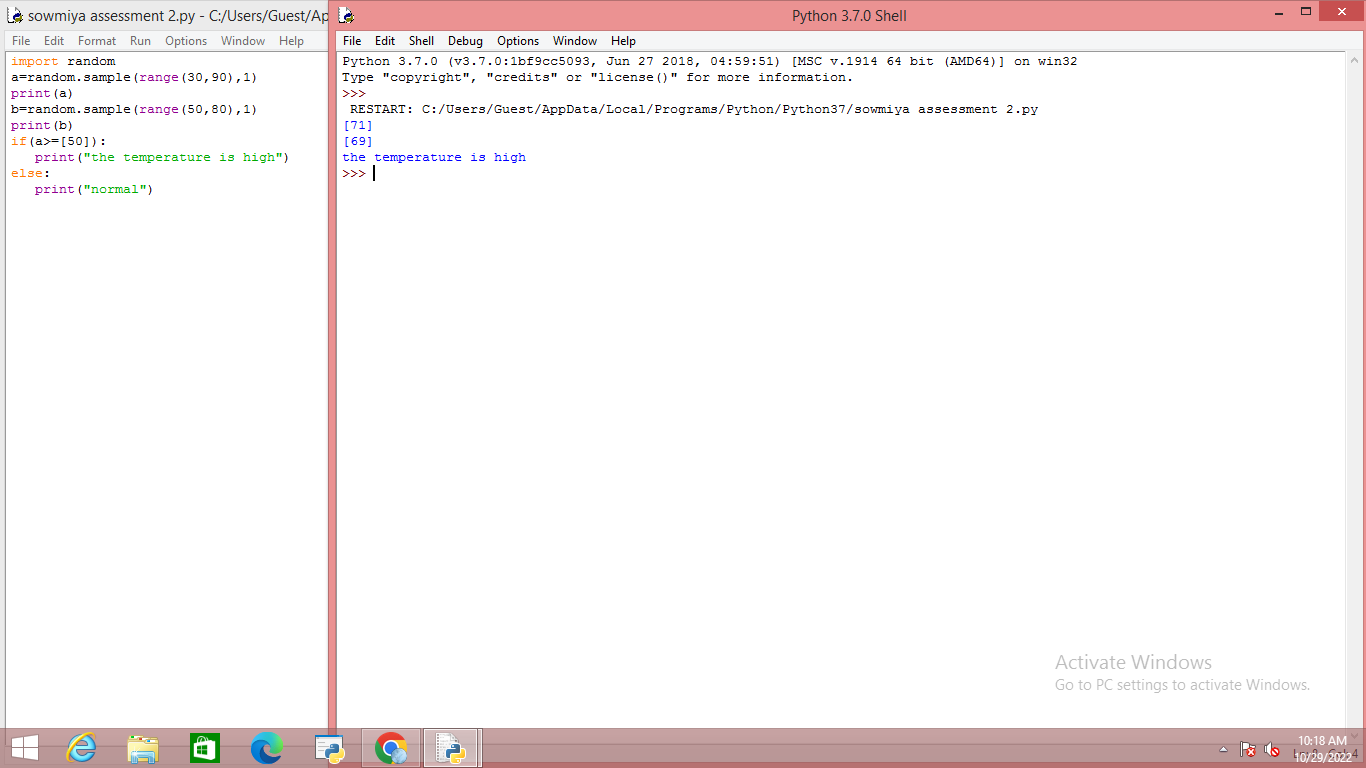 sowmiya assessment 2.py - C:/Users/Guest/Ap
File Edit Format Run Options Window Help
import random
a=random.sample(range(30,90),1)
print(a)
b=random.sample(range(50,80),1)
print(b)
if(a>=[50]):
   print("the temperature is high")
else:
   print("normal")
Python 3.7.0 Shell
File Edit Shell Debug Options Window Help
Python 3.7.0 (v3.7.0:1bf9cc5093, Jun 27 2018, 04:59:51) [MSC v.1914 64 bit (AMD64)] on win32
Type "copyright", "credits" or "license()" for more information.
>>>
 RESTART: C:/Users/Guest/AppData/Local/Programs/Python/Python37/sowmiya assessment 2.py
[71]
[69]
the temperature is high
>>>
Activate Windows
Go to PC settings to activate Windows.
10:18 AM
10/29/2022